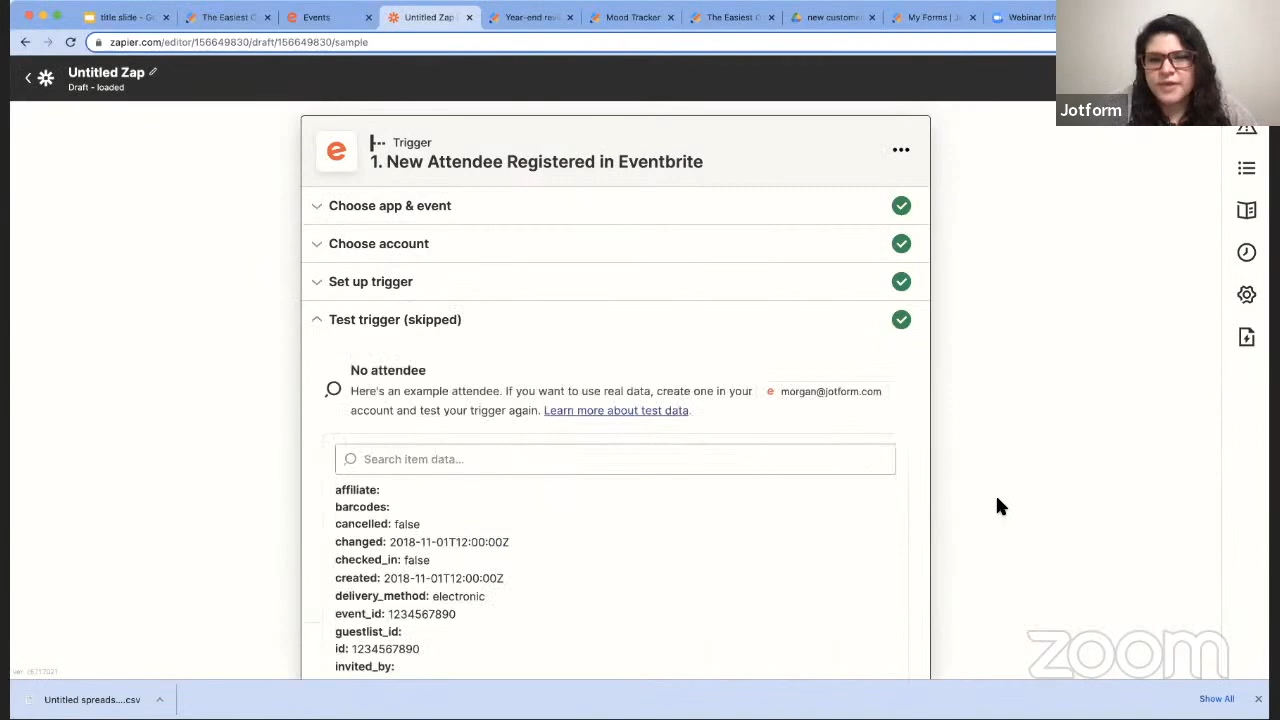 title slide - G
The Easiest O
Events
Untitled Zap
Year-end revi
Mood Tracker
The Easiest O
new custome
My Forms | J
Webinar Info
zapier.com/editor/156649830/draft/156649830/sample
Jotform
Untitled Zap
Draft - loaded
Trigger
1. New Attendee Registered in Eventbrite
Choose app & event
Choose account
Set up trigger
Test trigger (skipped)
No attendee
Here's an example attendee. If you want to use real data, create one in your e morgan@jotform.com
account and test your trigger again. Learn more about test data.
Search item data...
affiliate:
barcodes:
cancelled: false
changed: 2018-11-01T12:00:00Z
checked_in: false
created: 2018-11-01T12:00:00Z
delivery_method: electronic
event_id: 1234567890
guestlist_id:
id: 1234567890
invited_by:
zoom
Untitled spreads....csv
Show All